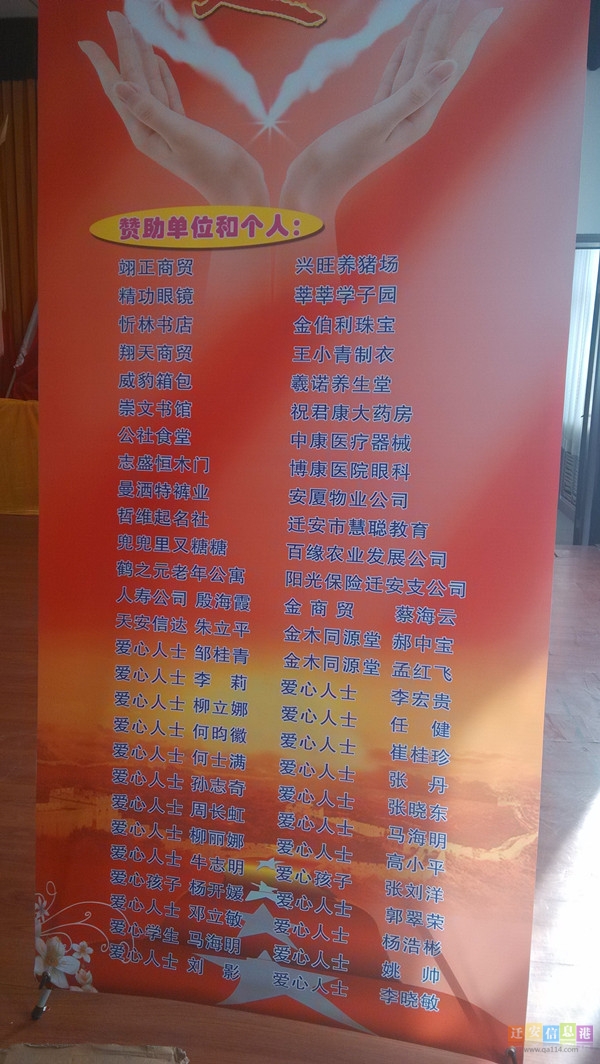 赞助单位和个人：
翊正商贸
精功眼镜
忻林书店
翔天商贸
威豹箱包
崇文书馆
公社食堂
志盛恒木门
曼洒特裤业
哲维起名社
兜兜里又糖糖
鹤之元老年公寓
人寿公司 殷海霞
天安信达 朱立平
爱心人士 邹桂青
爱心人士 李 莉
爱心人士 柳立娜
爱心人士 何昀徽
爱心人士 何士满
爱心人士 孙志奇
爱心人士 周长虹
爱心人士 柳丽娜
爱心人士 牛志明
爱心孩子 杨开媛
爱心人士 邓立敏
爱心学生 马海明
爱心人士 刘 影
兴旺养猪场
莘莘学子园
金伯利珠宝
王小青制衣
羲诺养生堂
祝君康大药房
中康医疗器械
博康医院眼科
安厦物业公司
迁安市慧聪教育
百缘农业发展公司
阳光保险迁安支公司
金 商 贸 蔡海云
金木同源堂 郝中宝
金木同源堂 孟红飞
爱心人士 李宏贵
爱心人士 任 健
爱心人士 崔桂珍
爱心人士 张 丹
爱心人士 张晓东
爱心人士 马海明
爱心人士 高小平
爱心孩子 张刘洋
爱心人士 郭翠荣
爱心人士 杨浩彬
爱心人士 姚 帅
爱心人士 李晓敏
迁安信息港
www.qa114.com